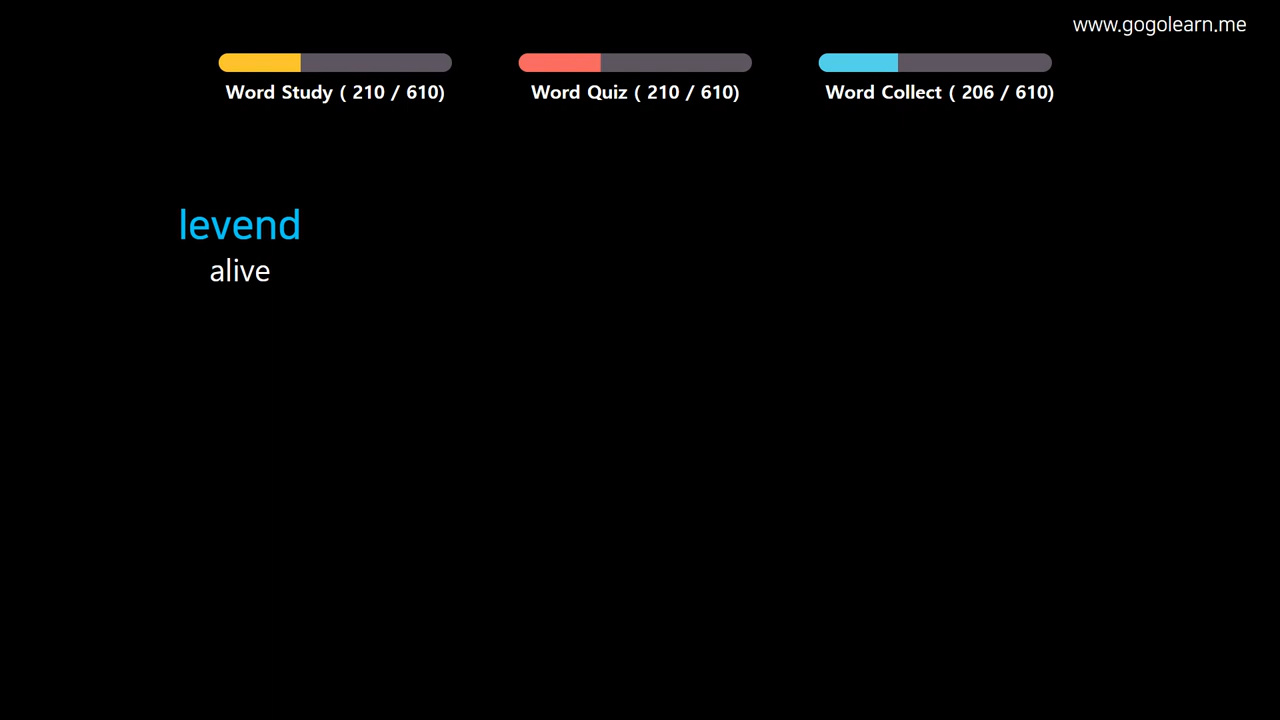 www.gogolearn.me
Word Study ( 210 / 610)
Word Quiz ( 210 / 610)
Word Collect ( 206 / 610)
levend
alive